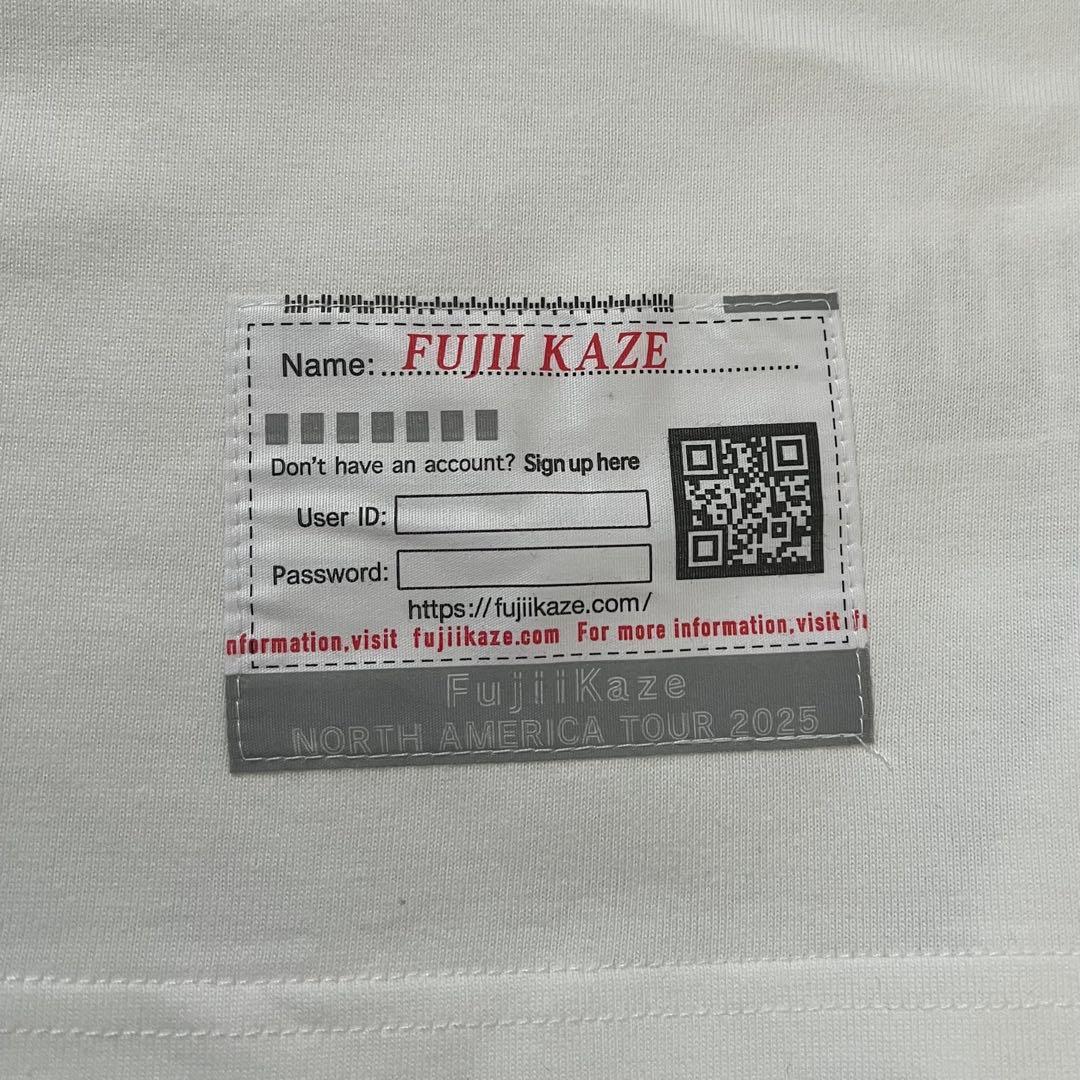 Name: FUJII KAZE
Don't have an account? Sign up here
User ID:
Password:
https://fujiikaze.com/
nformation,visit fujiikaze.com For more information,visit fu
FujiiKaze
NORTH AMERICA TOUR 2025